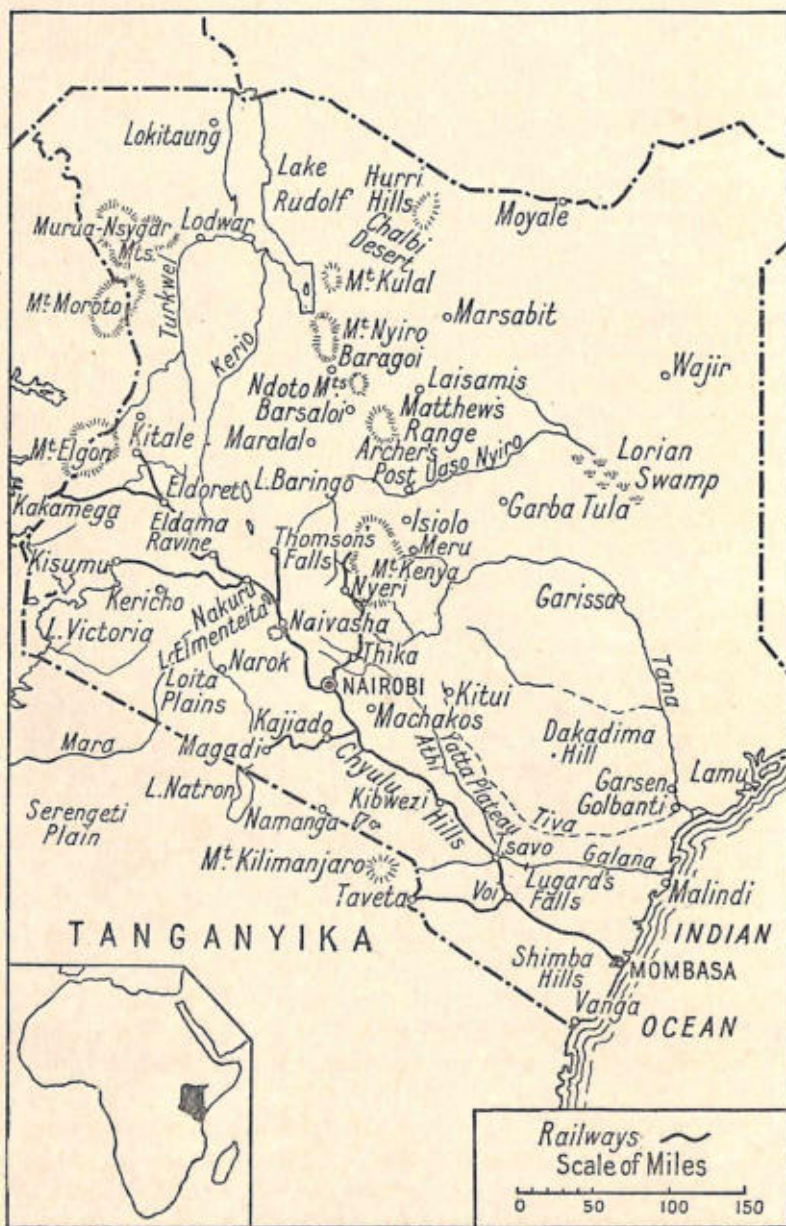 Lokitaung
Lake
Rudolf
Hurri
Hills
Chalbi
Desert
Moyale
Murua-Nsygar
Mts.
Lodwar
Mt. Moroto
Turkwel
Kerio
Mt. Kulal
Marsabit
Mt. Nyiro
Baragoi
Wajir
Ndoto Mts
Barsaloi
Laisamis
Matthew's
Range
Maralal
Mt. Elgon
Kitale
Archer's
Post
Uaso Nyiro
Lorian
Swamp
Eldoret
L. Baringo
Garba Tula
Kakamega
Eldama
Ravine
Thomson's
Falls
Isiolo
Meru
Mt. Kenya
Kisumu
Kericho
Nakuru
L. Elmenteita
Nyeri
Garissa
L. Victoria
Naivasha
Thika
Tana
Narok
Loita
Plains
NAIROBI
Kitui
Machakos
Mara
Kajiado
Magadi
Athi
Yatta Plateau
Dakadima
Hill
Garsen
Golbanti
Lamu
L. Natron
Chyulu
Hills
Kibwezi
Tiva
Serengeti
Plain
Namanga
Tsavo
Galana
Mt. Kilimanjaro
Lugard's
Falls
Malindi
Taveta
Voi
TANGANYIKA
INDIAN
OCEAN
Shimba
Hills
MOMBASA
Vanga
Railways
Scale of Miles
0 50 100 150